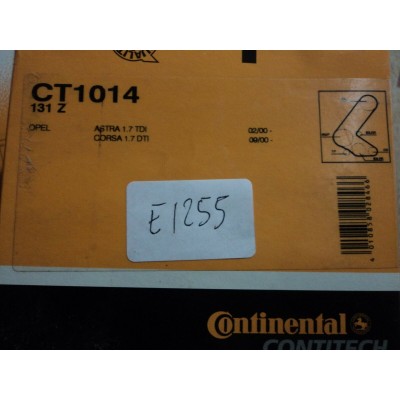 CT1014
131 Z
OPEL ASTRA 1.7 TDI 02/00 -
CORSA 1.7 DTI 09/00 -
E1255
Continental
CONTITECH